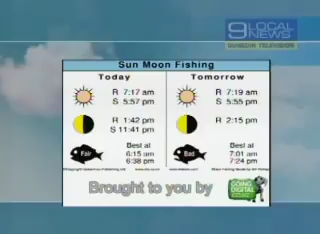 9 LOCAL
NEWS
DUNEDIN TELEVISION
Sun Moon Fishing
Today Tomorrow
R 7:17 am R 7:19 am
S 5:57 pm S 5:55 pm
R 1:42 pm R 2:15 pm
S 11:41 pm
Best at Best at
Fair 6:15 am Bad 7:01 am
6:38 pm 7:24 pm
Brought to you by
GOING
DIGITAL